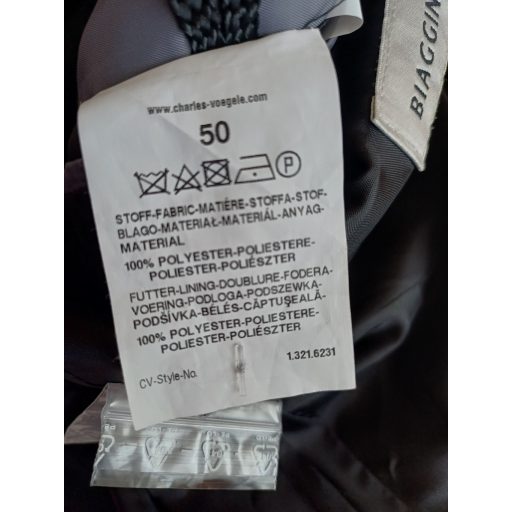 BIAGGIN
www.charles-voegele.com
50
P
STOFF-FABRIC-MATIÈRE-STOFFA-STOF-
BLAGO-MATERIAŁ-MATERIÁL-ANYAG-
MATERIAL
100% POLYESTER-POLIESTERE-
POLIESTER-POLIÉSZTER
FUTTER-LINING-DOUBLURE-FODERA-
VOERING-PODLOGA-PODSZEWKA-
PODŠÍVKA-BÉLÉS-CĂPTUŞEALĂ-
100% POLYESTER-POLIESTERE-
POLIESTER-POLIÉSZTER
CV-Style-No. 1.321.6231